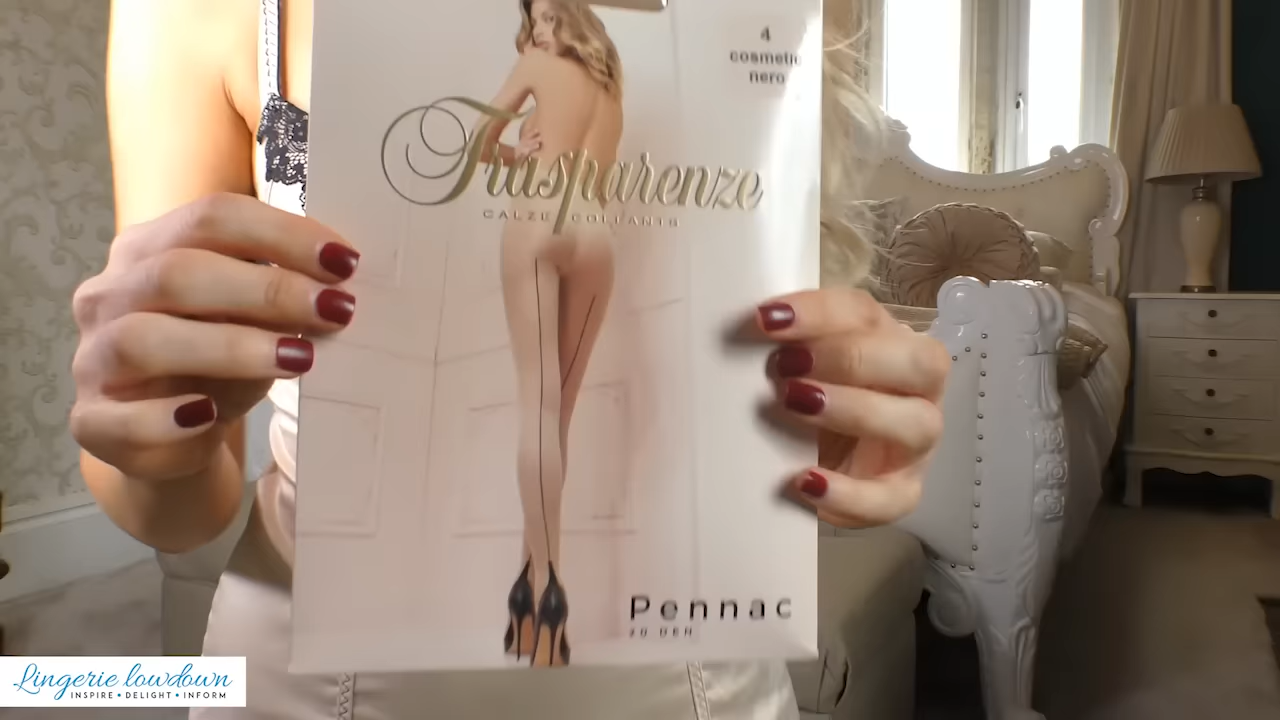 4
cosmetic
nero
Trasparenze
CALZE COLLANTS
Pennac
20 DEN
Lingerie lowdown
INSPIRE • DELIGHT • INFORM